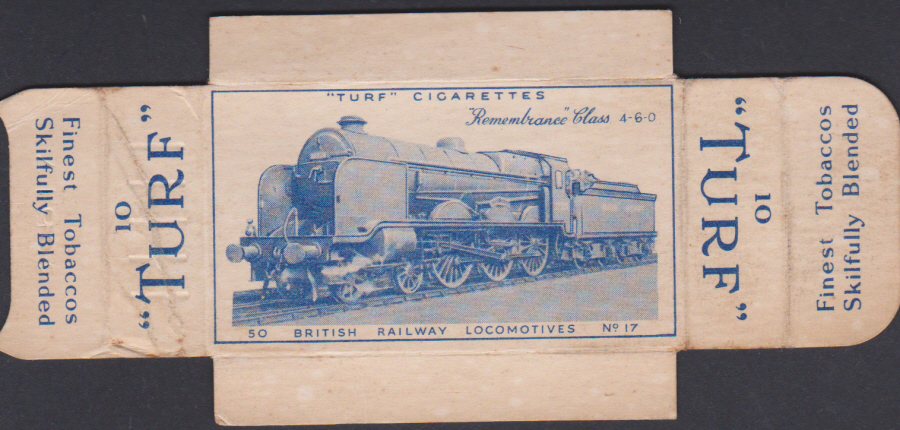 Finest Tobaccos
Skilfully Blended
10
"TURF"
"TURF" CIGARETTES
"Remembrance" Class 4-6-0
50 BRITISH RAILWAY LOCOMOTIVES Nº 17
"TURF"
10
Finest Tobaccos
Skilfully Blended